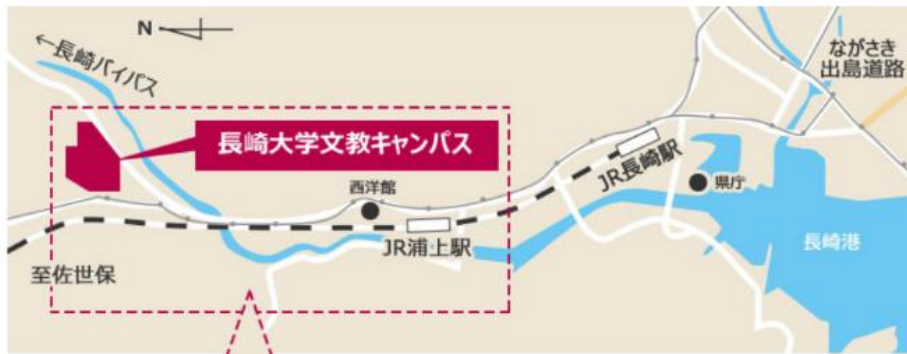 N
←長崎バイパス
ながさき
出島道路
長崎大学文教キャンパス
西洋館
JR長崎駅
県庁
JR浦上駅
長崎港
至佐世保